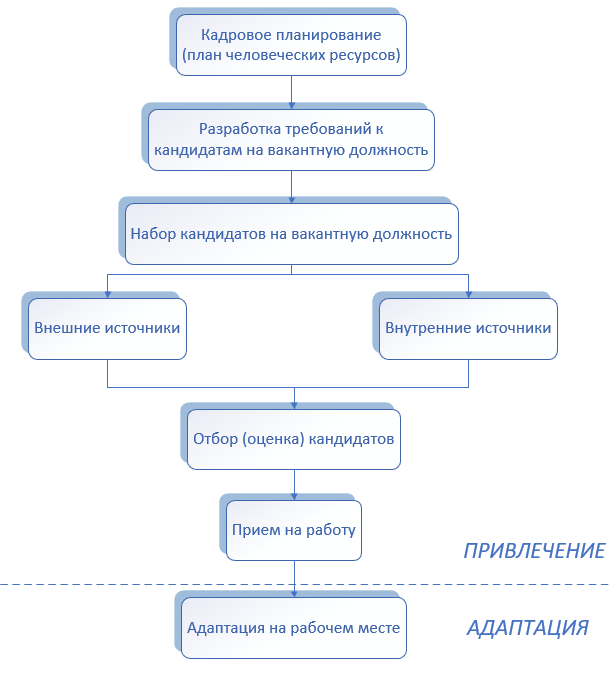 Кадровое планирование
(план человеческих ресурсов)
Разработка требований к
кандидатам на вакантную должность
Набор кандидатов на вакантную должность
Внешние источники
Внутренние источники
Отбор (оценка) кандидатов
Прием на работу
ПРИВЛЕЧЕНИЕ
Адаптация на рабочем месте
АДАПТАЦИЯ